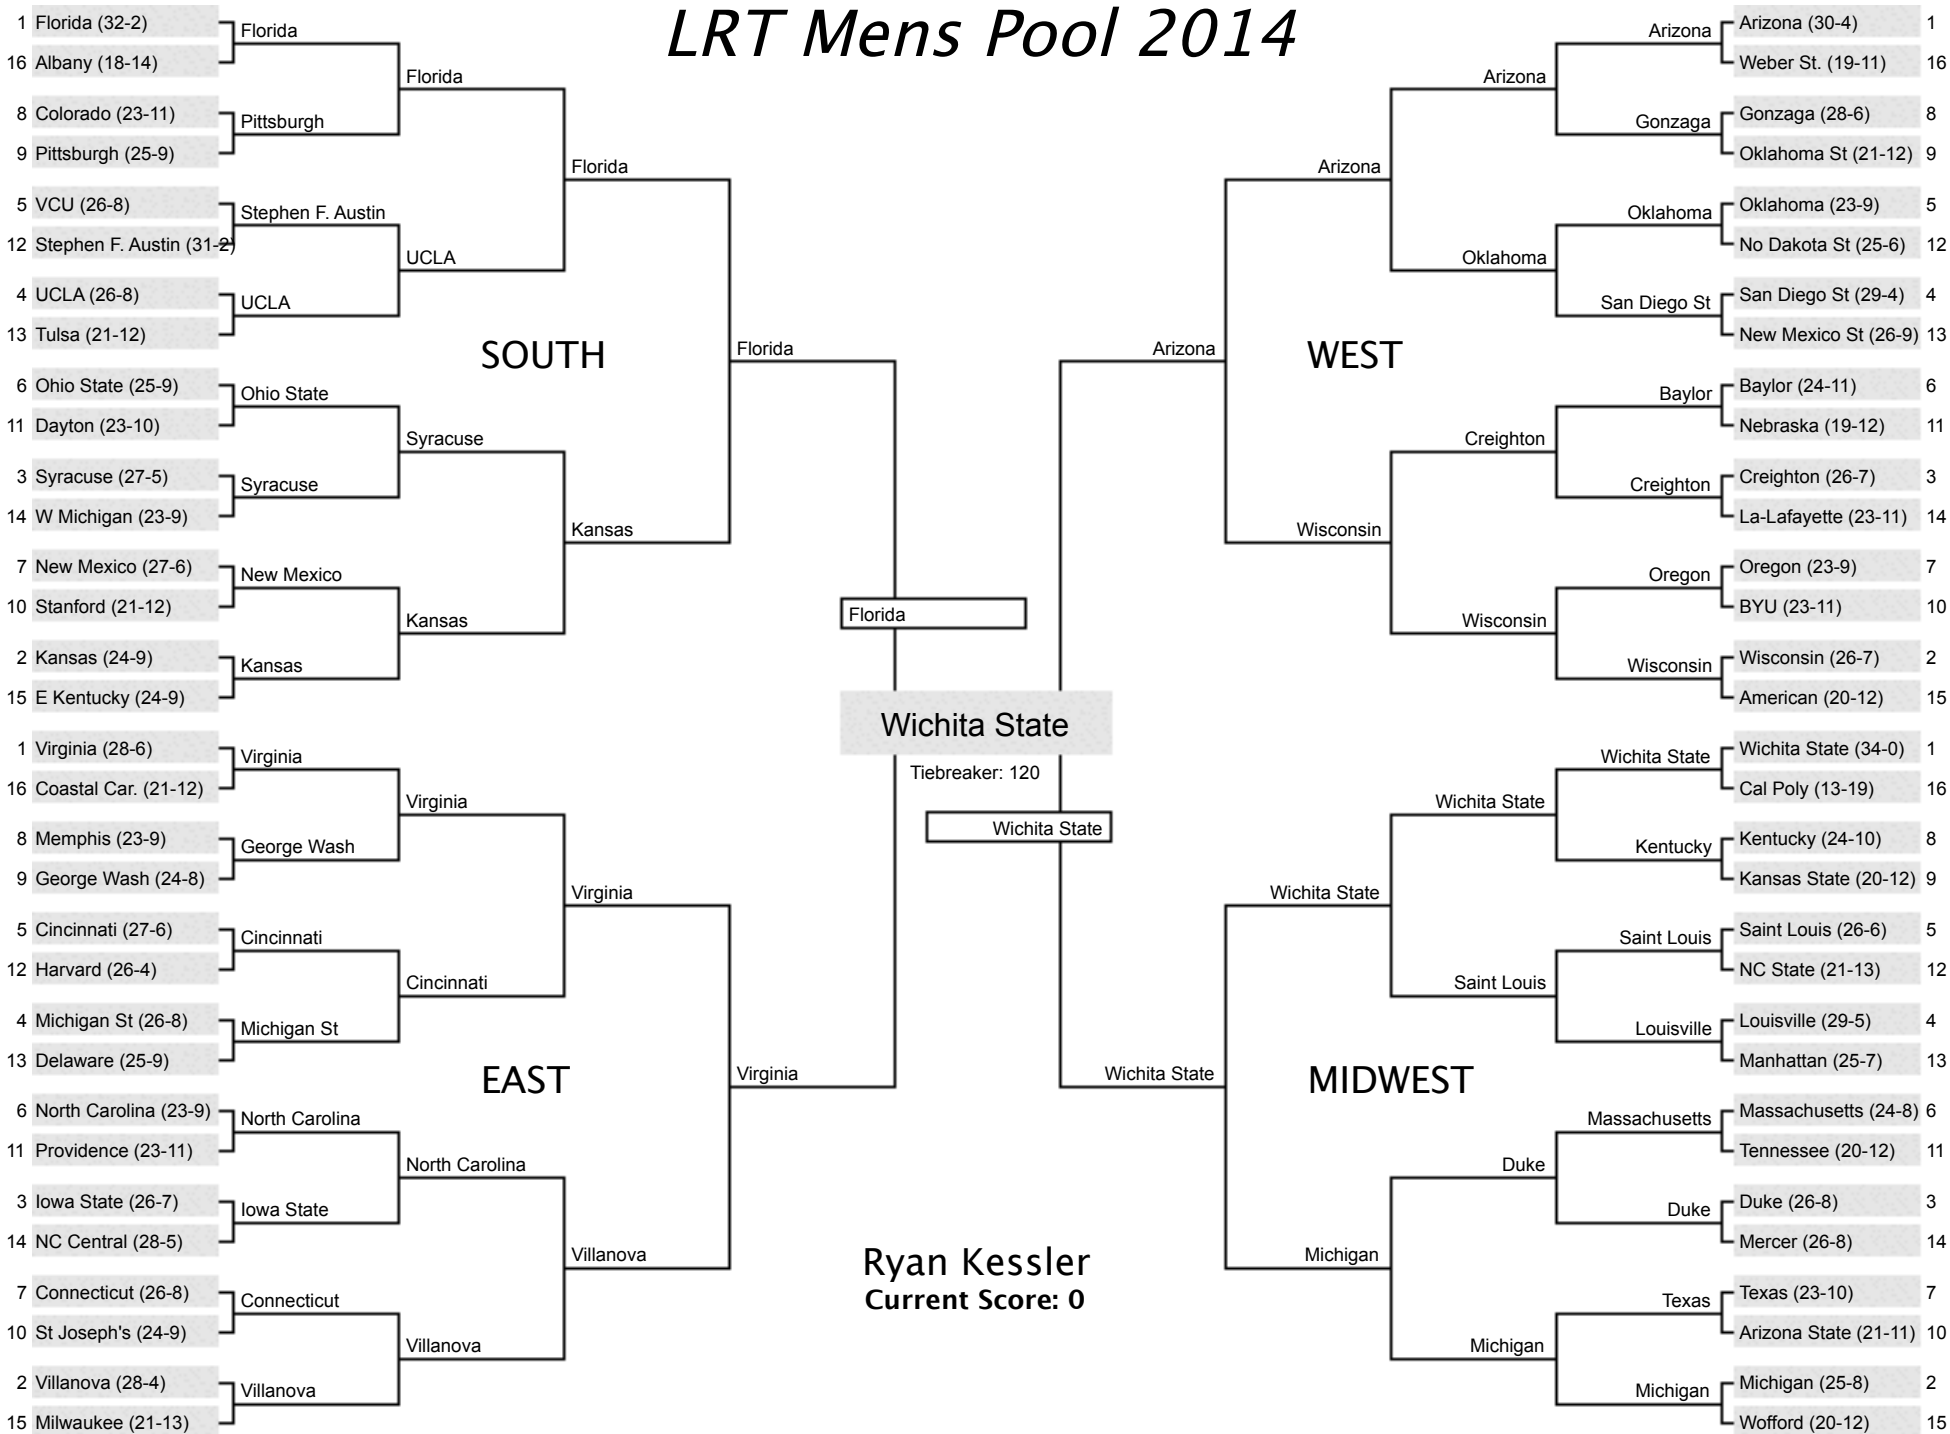 LRT Mens Pool 2014
1 Florida (32-2)
16 Albany (18-14)
8 Colorado (23-11)
9 Pittsburgh (25-9)
5 VCU (26-8)
12 Stephen F. Austin (31-2)
4 UCLA (26-8)
13 Tulsa (21-12)
6 Ohio State (25-9)
11 Dayton (23-10)
3 Syracuse (27-5)
14 W Michigan (23-9)
7 New Mexico (27-6)
10 Stanford (21-12)
2 Kansas (24-9)
15 E Kentucky (24-9)
Florida
Pittsburgh
Stephen F. Austin
UCLA
Ohio State
Syracuse
New Mexico
Kansas
Florida
UCLA
Syracuse
Kansas
Florida
Kansas
SOUTH
Florida
1 Virginia (28-6)
16 Coastal Car. (21-12)
8 Memphis (23-9)
9 George Wash (24-8)
5 Cincinnati (27-6)
12 Harvard (26-4)
4 Michigan St (26-8)
13 Delaware (25-9)
6 North Carolina (23-9)
11 Providence (23-11)
3 Iowa State (26-7)
14 NC Central (28-5)
7 Connecticut (26-8)
10 St Joseph's (24-9)
2 Villanova (28-4)
15 Milwaukee (21-13)
Virginia
George Wash
Cincinnati
Michigan St
North Carolina
Iowa State
Connecticut
Villanova
Virginia
Cincinnati
North Carolina
Villanova
Virginia
Villanova
EAST
Virginia
Florida
Wichita State
Tiebreaker: 120
Wichita State
Ryan Kessler
Current Score: 0
Arizona (30-4) 1
Weber St. (19-11) 16
Gonzaga (28-6) 8
Oklahoma St (21-12) 9
Oklahoma (23-9) 5
No Dakota St (25-6) 12
San Diego St (29-4) 4
New Mexico St (26-9) 13
Baylor (24-11) 6
Nebraska (19-12) 11
Creighton (26-7) 3
La-Lafayette (23-11) 14
Oregon (23-9) 7
BYU (23-11) 10
Wisconsin (26-7) 2
American (20-12) 15
Arizona
Gonzaga
Oklahoma
San Diego St
Baylor
Creighton
Oregon
Wisconsin
Arizona
Oklahoma
Creighton
Wisconsin
Arizona
Wisconsin
WEST
Arizona
Wichita State (34-0) 1
Cal Poly (13-19) 16
Kentucky (24-10) 8
Kansas State (20-12) 9
Saint Louis (26-6) 5
NC State (21-13) 12
Louisville (29-5) 4
Manhattan (25-7) 13
Massachusetts (24-8) 6
Tennessee (20-12) 11
Duke (26-8) 3
Mercer (26-8) 14
Texas (23-10) 7
Arizona State (21-11) 10
Michigan (25-8) 2
Wofford (20-12) 15
Wichita State
Kentucky
Saint Louis
Louisville
Massachusetts
Duke
Texas
Michigan
Wichita State
Saint Louis
Duke
Michigan
Wichita State
Michigan
MIDWEST
Wichita State